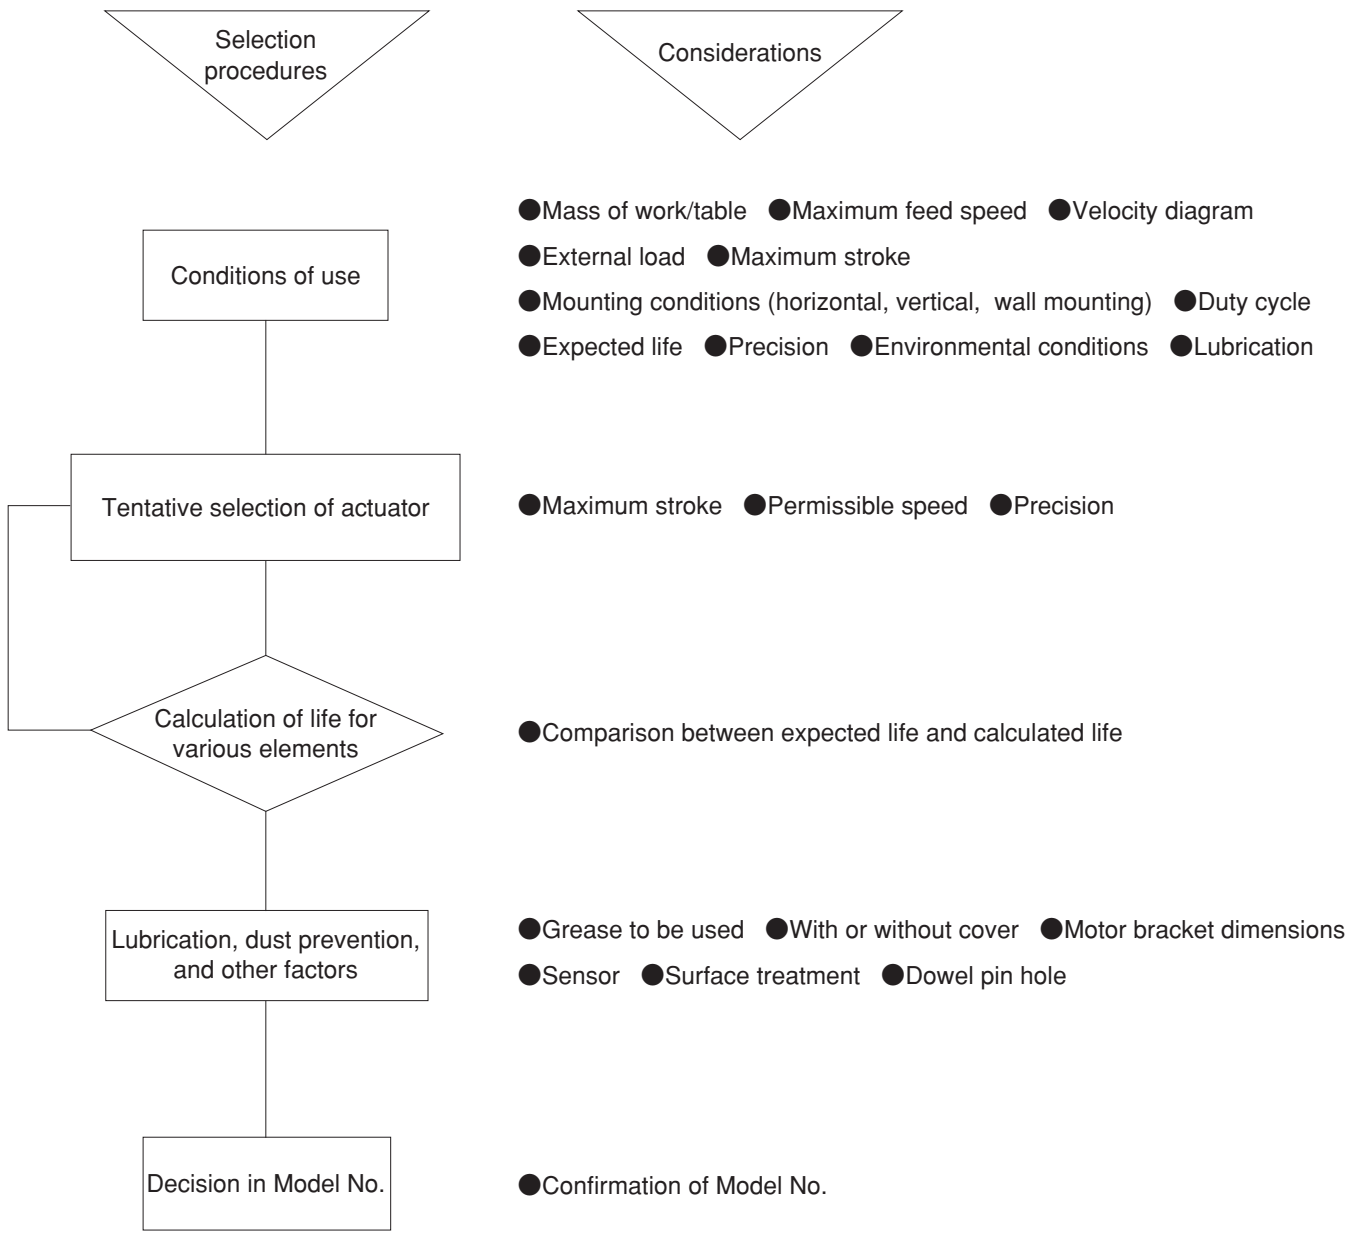 Selection
procedures
Considerations
Conditions of use
●Mass of work/table ●Maximum feed speed ●Velocity diagram
●External load ●Maximum stroke
●Mounting conditions (horizontal, vertical, wall mounting) ●Duty cycle
●Expected life ●Precision ●Environmental conditions ●Lubrication
Tentative selection of actuator
●Maximum stroke ●Permissible speed ●Precision
Calculation of life for
various elements
●Comparison between expected life and calculated life
Lubrication, dust prevention,
and other factors
●Grease to be used ●With or without cover ●Motor bracket dimensions
●Sensor ●Surface treatment ●Dowel pin hole
Decision in Model No.
●Confirmation of Model No.